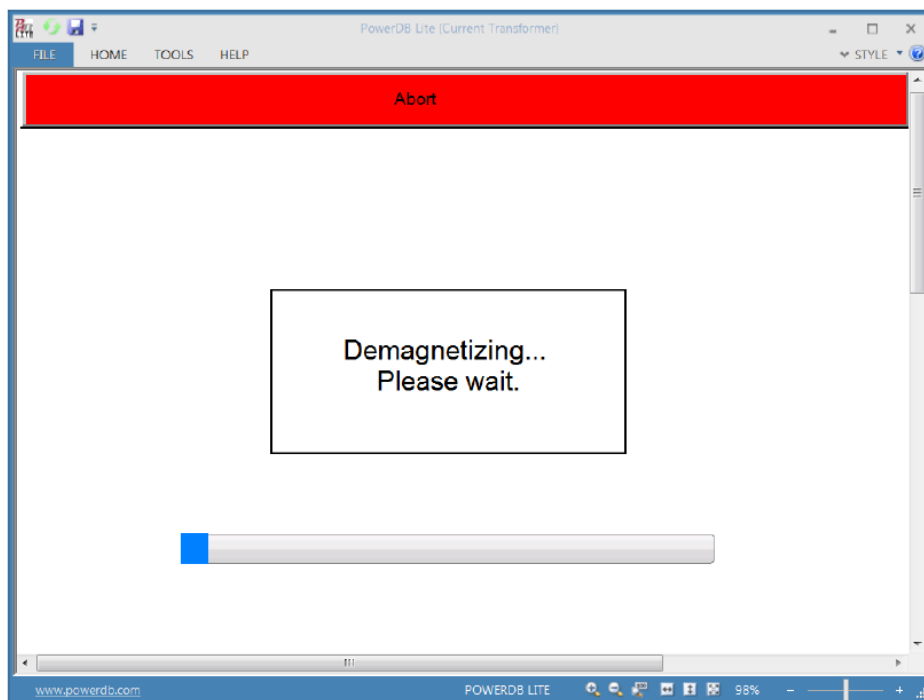 PowerDB Lite (Current Transformer)
FILE HOME TOOLS HELP STYLE
Abort
Demagnetizing...
Please wait.
www.powerdb.com POWERDB LITE 98%